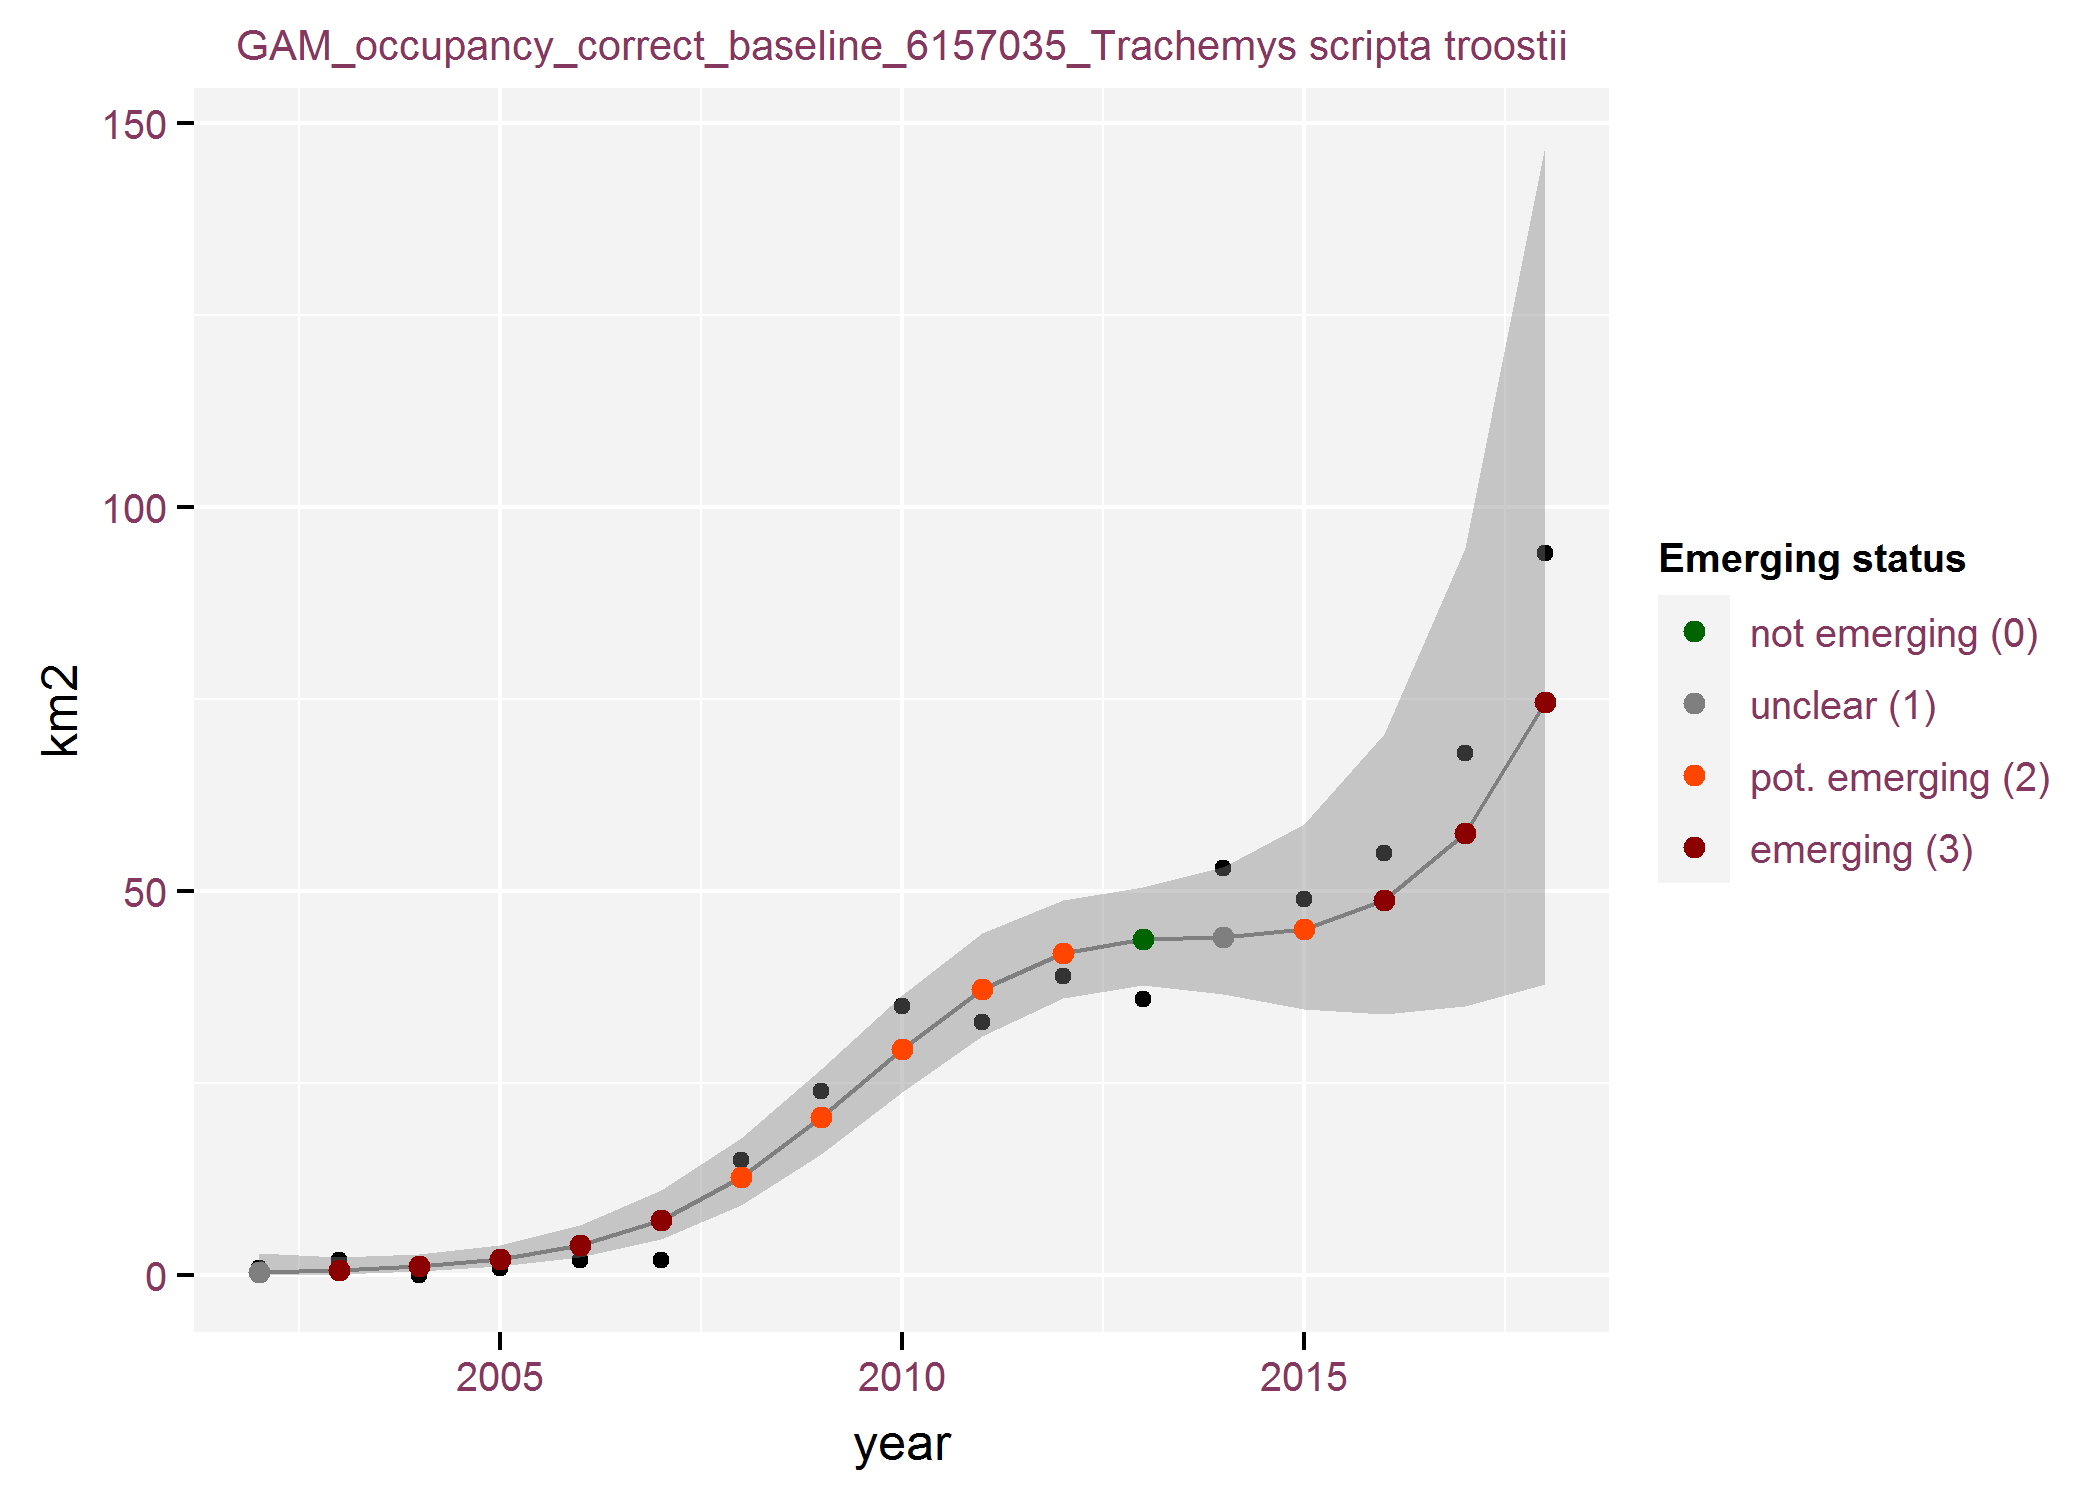 GAM_occupancy_correct_baseline_6157035_Trachemys scripta troostii
150
100
50
0
km2
2005 2010 2015
year
Emerging status
not emerging (0)
unclear (1)
pot. emerging (2)
emerging (3)